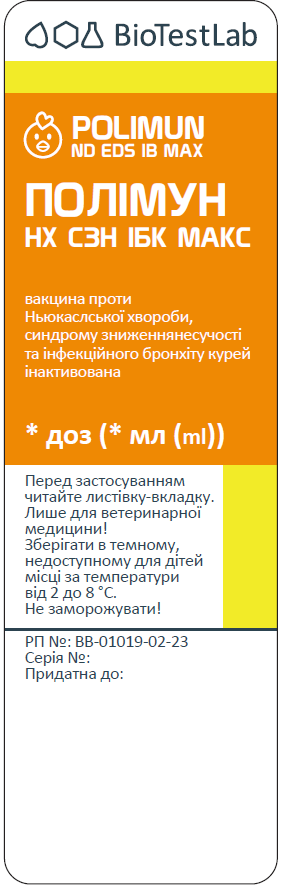 BioTestLab
POLIMUN
ND EDS IB MAX
ПОЛІМУН
НХ СЗН ІБК МАКС
вакцина проти
Ньюкаслської хвороби,
синдрому зниженнянесучості
та інфекційного бронхіту курей
інактивована
* доз (* мл (ml))
Перед застосуванням
читайте листівку-вкладку.
Лише для ветеринарної
медицини!
Зберігати в темному,
недоступному для дітей
місці за температури
від 2 до 8 °С.
Не заморожувати!
РП №: ВВ-01019-02-23
Серія №:
Придатна до: